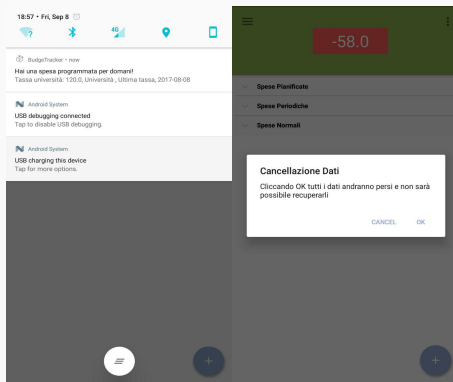 18:57 • Fri, Sep 8
4G
BudgeTracker • now
Hai una spesa programmata per domani!
Tassa università: 120.0, Università , Ultima tassa, 2017-08-08
Android System
USB debugging connected
Tap to disable USB debugging.
Android System
USB charging this device
Tap for more options.
-58.0
Spese Pianificate
Spese Periodiche
Spese Normali
Cancellazione Dati
Cliccando OK tutti i dati andranno persi e non sarà
possibile recuperarli
CANCEL OK